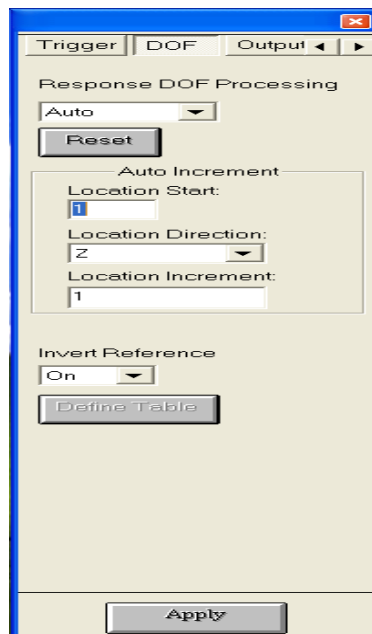 Trigger DOF Output
Response DOF Processing
Auto
Reset
Auto Increment
Location Start:
1
Location Direction:
Z
Location Increment:
1
Invert Reference
On
Define Table
Apply